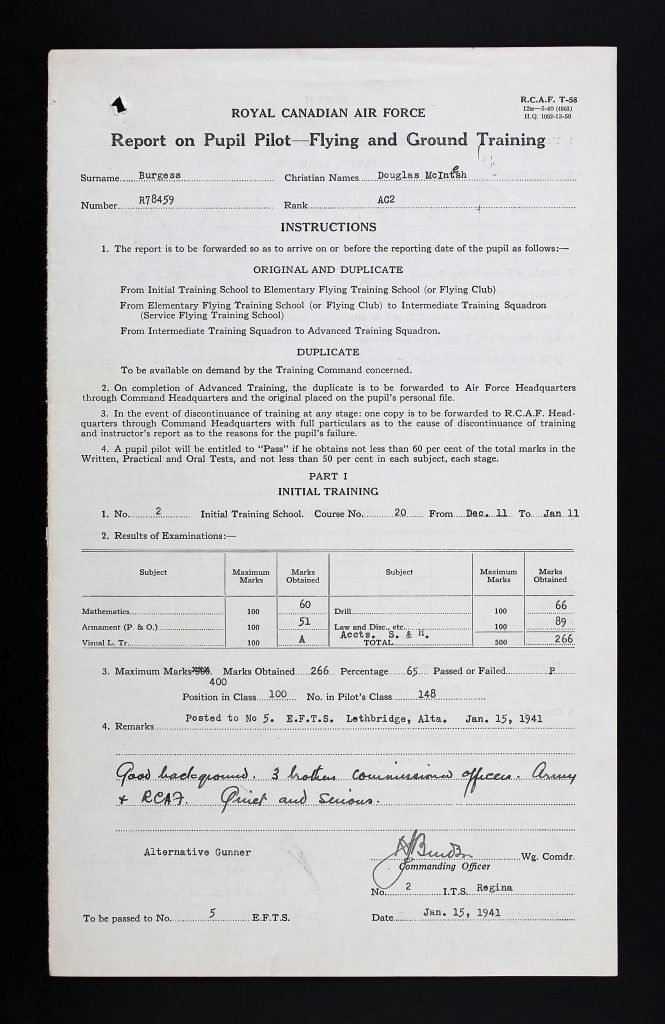 R.C.A.F. T-58
12M—5-40 (4963)
H.Q. 1062-13-56
ROYAL CANADIAN AIR FORCE
Report on Pupil Pilot—Flying and Ground Training
Surname Burgess Christian Names Douglas McIntesh
Number R78459 Rank AC2
INSTRUCTIONS
1. The report is to be forwarded so as to arrive on or before the reporting date of the pupil as follows:—
ORIGINAL AND DUPLICATE
From Initial Training School to Elementary Flying Training School (or Flying Club)
From Elementary Flying Training School (or Flying Club) to Intermediate Training Squadron
(Service Flying Training School)
From Intermediate Training Squadron to Advanced Training Squadron.
DUPLICATE
To be available on demand by the Training Command concerned.
2. On completion of Advanced Training, the duplicate is to be forwarded to Air Force Headquarters
through Command Headquarters and the original placed on the pupil's personal file.
3. In the event of discontinuance of training at any stage: one copy is to be forwarded to R.C.A.F. Head-
quarters through Command Headquarters with full particulars as to the cause of discontinuance of training
and instructor's report as to the reasons for the pupil's failure.
4. A pupil pilot will be entitled to "Pass" if he obtains not less than 60 per cent of the total marks in the
Written, Practical and Oral Tests, and not less than 50 per cent in each subject, each stage.
PART I
INITIAL TRAINING
1. No. 2 Initial Training School. Course No. 20 From Dec. 11 To Jan 11
2. Results of Examinations:—
Subject Maximum Marks Marks Obtained Subject Maximum Marks Marks Obtained
Mathematics 100 60 Drill 100 66
Armament (P. & O.) 100 51 Law and Disc., etc. 100 89
Visual L. Tr. 100 A Accts. S. & H. TOTAL 500 266
3. Maximum Marks Marks Obtained 266 Percentage 65 Passed or Failed P
400
Position in Class 100 No. in Pilot's Class 148
4. Remarks Posted to No 5. E.F.T.S. Lethbridge, Alta. Jan. 15, 1941
Good background. 3 brothers commissioned officers. Army
& RCAF. Quiet and serious.
Alternative Gunner
Wg. Comdr.
Commanding Officer
No. 2 I.T.S. Regina
To be passed to No. 5 E.F.T.S. Date Jan. 15, 1941